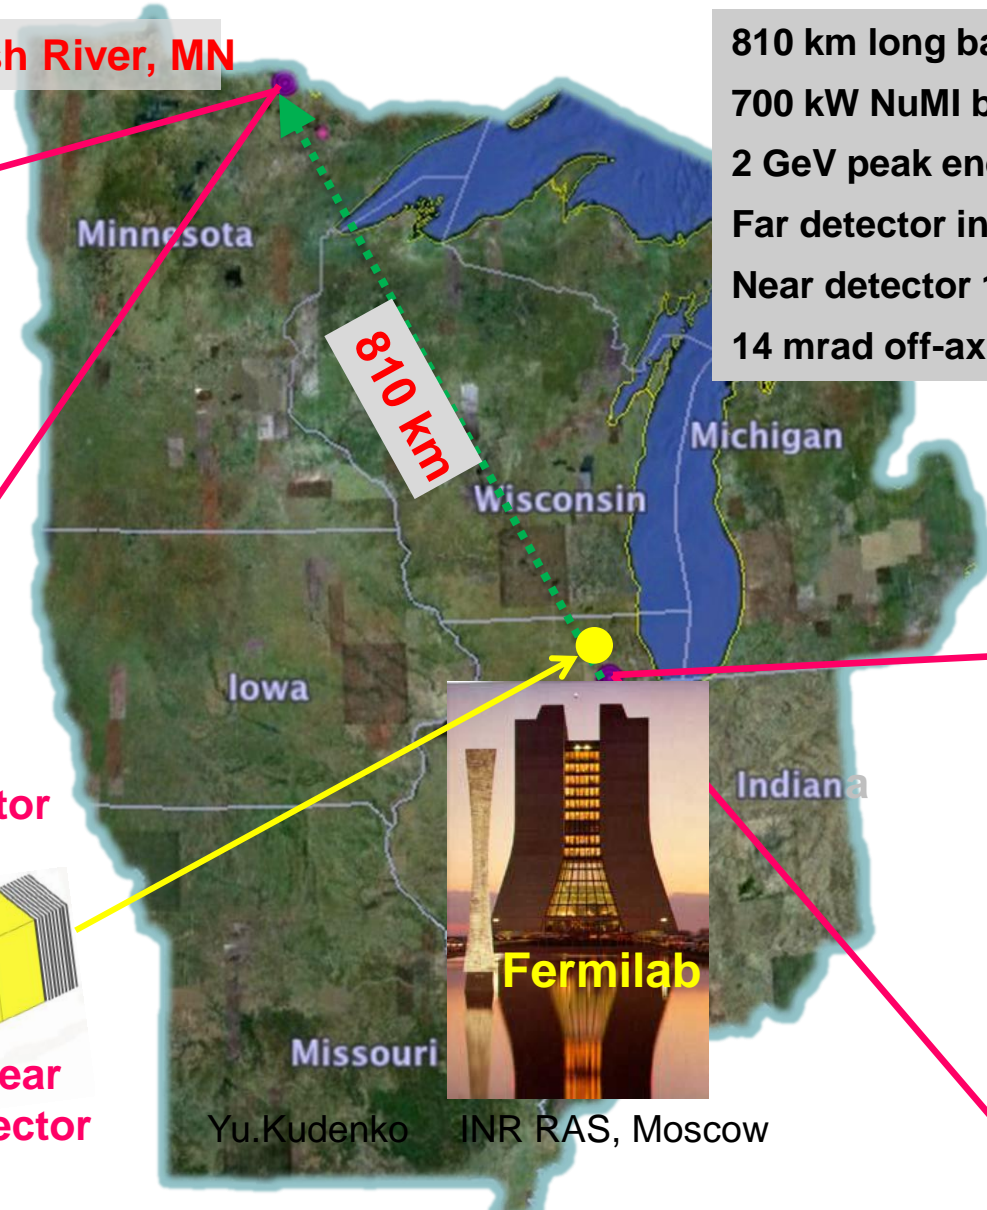 sh River, MN
810 km long ba
700 kW NuMI b
2 GeV peak ene
Far detector in
Near detector
14 mrad off-ax
Minnesota
810 km
Michigan
Wisconsin
Iowa
Indiana
tor
Fermilab
Missouri
ear
ector
Yu.Kudenko INR RAS, Moscow